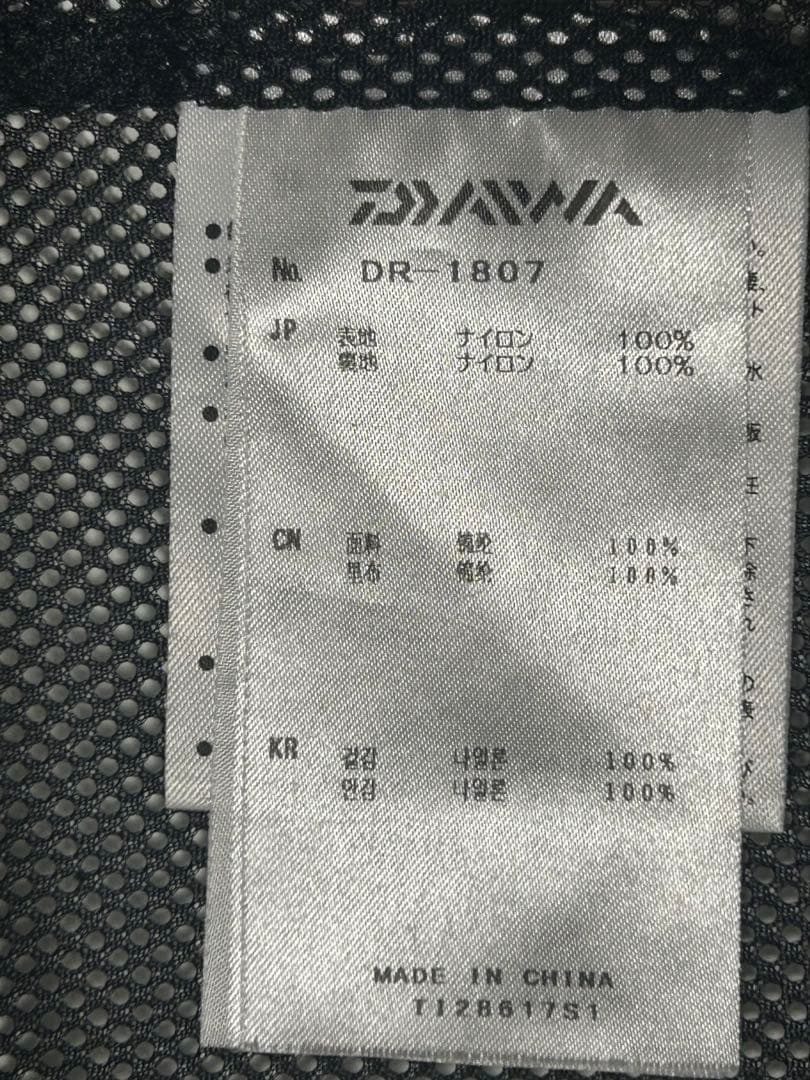 DAIWA
No. DR-1807
JP 表地 ナイロン 100%
裏地 ナイロン 100%
CN 面料 锦纶 100%
里布 锦纶 100%
KR 겉감 나일론 100%
안감 나일론 100%
MADE IN CHINA
TI28617S1